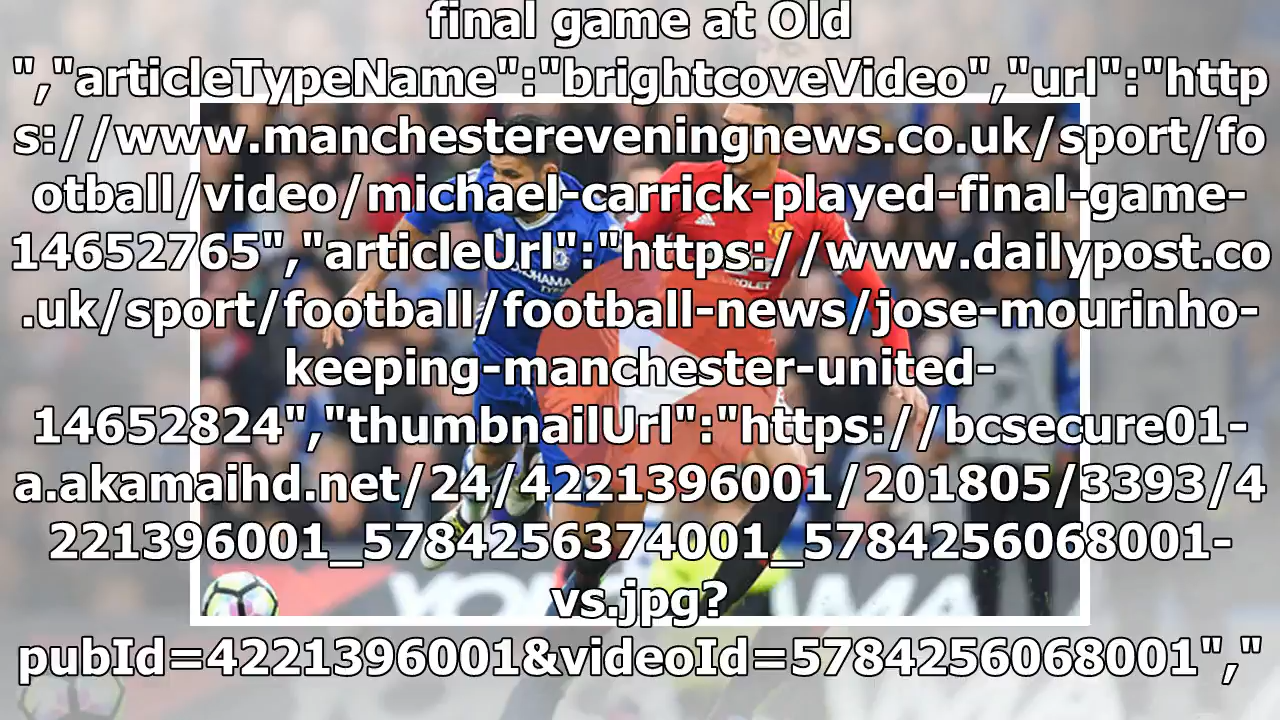 final game at Old
","articleTypeName":"brightcoveVideo","url":"http
s://www.manchestereveningnews.co.uk/sport/fo
otball/video/michael-carrick-played-final-game-
14652765","articleUrl":"https://www.dailypost.co
.uk/sport/football/football-news/jose-mourinho-
keeping-manchester-united-
14652824","thumbnailUrl":"https://bcsecure01-
a.akamaihd.net/24/4221396001/201805/3393/4
221396001_5784256374001_5784256068001-
vs.jpg?
pubId=4221396001&videoId=5784256068001","